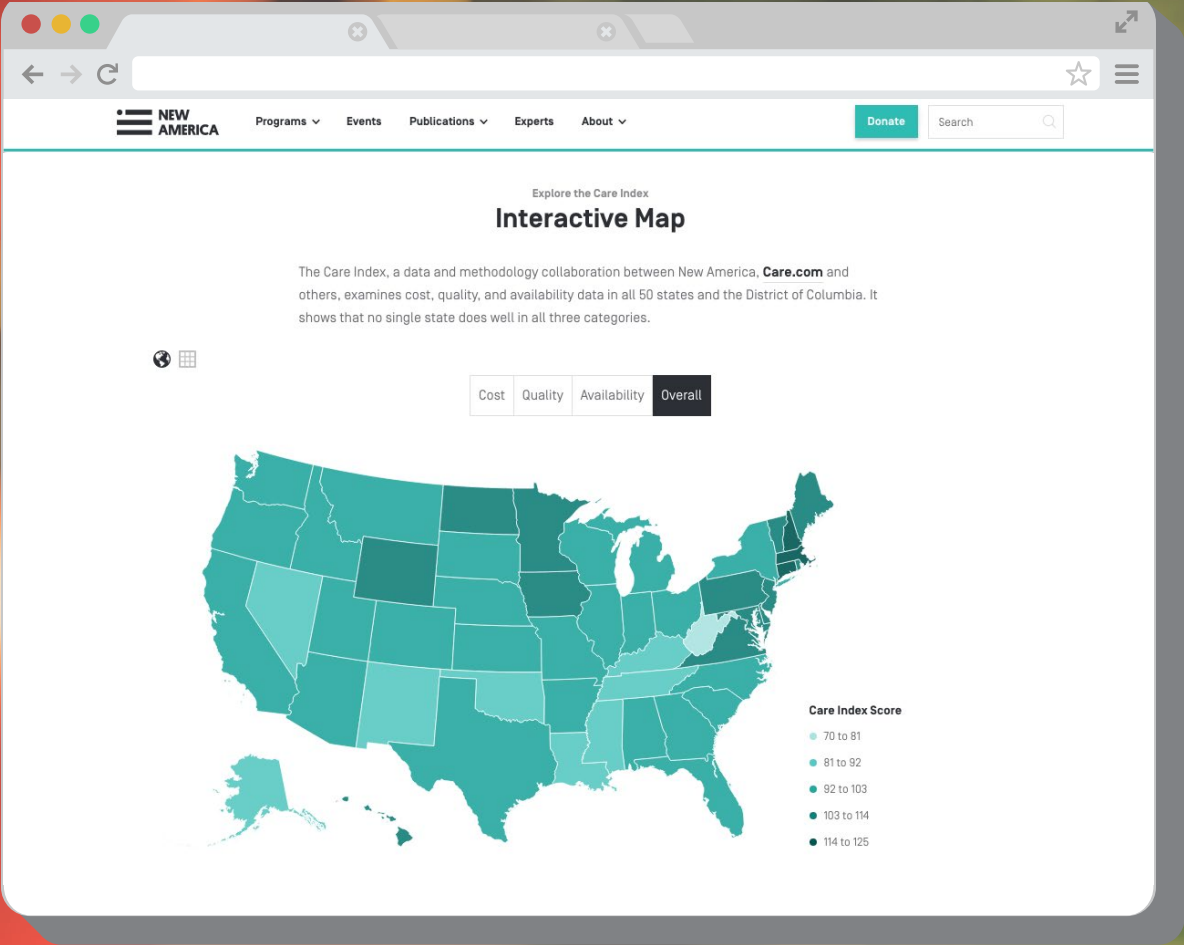 NEW
AMERICA
Programs
Events
Publications
Experts
About
Donate
Search
Explore the Care Index
Interactive Map
The Care Index, a data and methodology collaboration between New America, Care.com and
others, examines cost, quality, and availability data in all 50 states and the District of Columbia. It
shows that no single state does well in all three categories.
Cost
Quality
Availability
Overall
Care Index Score
70 to 81
81 to 92
92 to 103
103 to 114
114 to 125